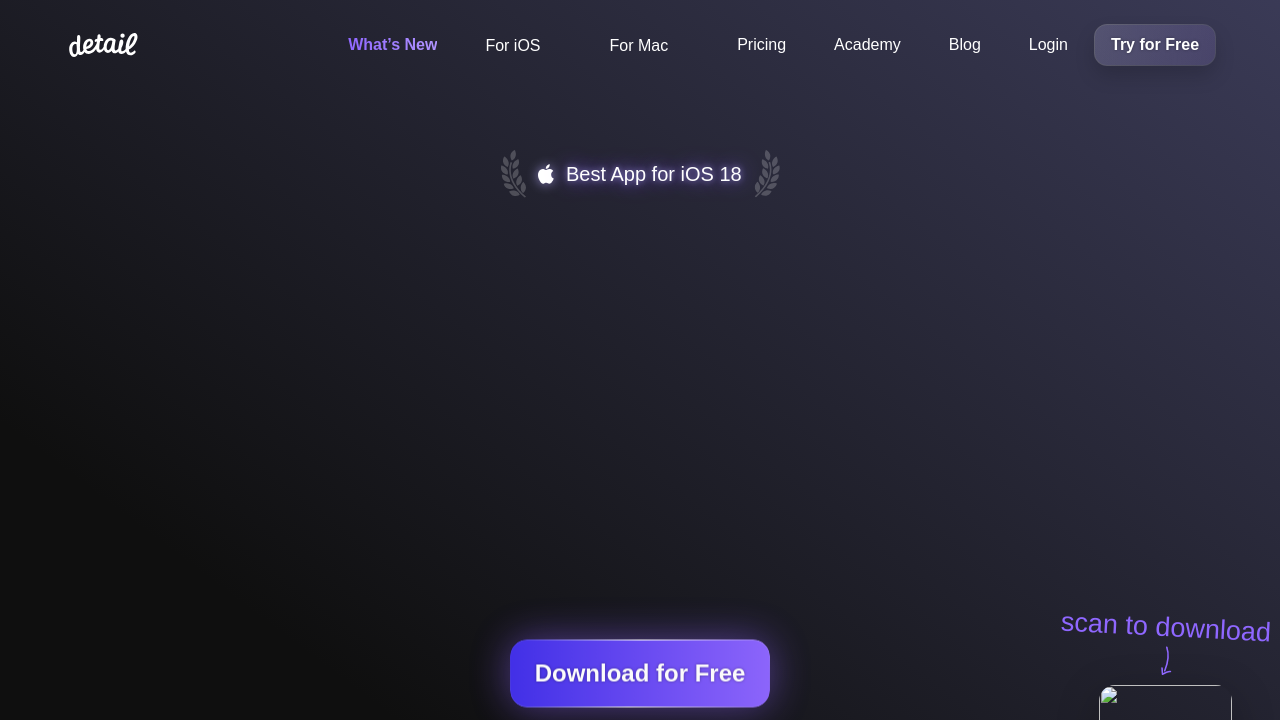 detail
What’s New
For iOS
For Mac
Pricing
Academy
Blog
Login
Try for Free
Best App for iOS 18
scan to download
Download for Free